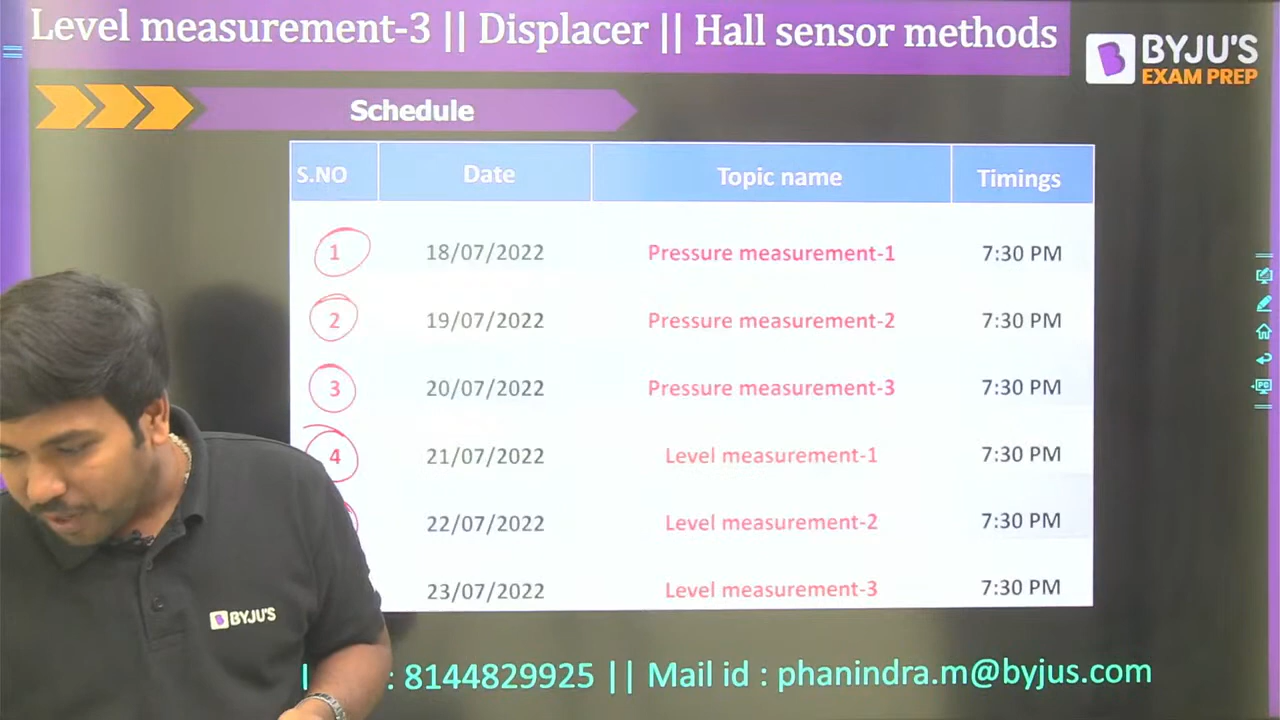 Level measurement-3 || Displacer || Hall sensor methods
BYJU'S
EXAM PREP
Schedule
S.NO Date Topic name Timings
1 18/07/2022 Pressure measurement-1 7:30 PM
2 19/07/2022 Pressure measurement-2 7:30 PM
3 20/07/2022 Pressure measurement-3 7:30 PM
4 21/07/2022 Level measurement-1 7:30 PM
22/07/2022 Level measurement-2 7:30 PM
23/07/2022 Level measurement-3 7:30 PM
BYJU'S
: 8144829925 || Mail id : phanindra.m@byjus.com
PC